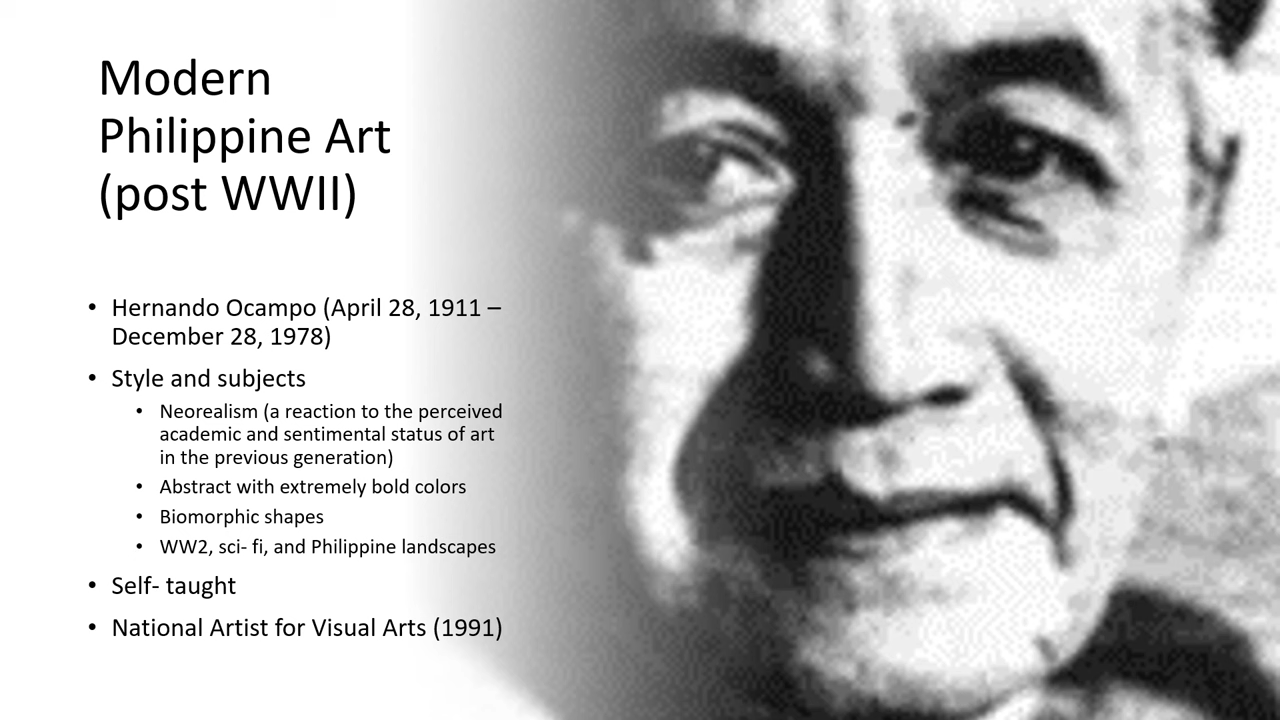 Modern
Philippine Art
(post WWII)
• Hernando Ocampo (April 28, 1911 –
December 28, 1978)
• Style and subjects
• Neorealism (a reaction to the perceived
academic and sentimental status of art
in the previous generation)
• Abstract with extremely bold colors
• Biomorphic shapes
• WW2, sci- fi, and Philippine landscapes
• Self- taught
• National Artist for Visual Arts (1991)